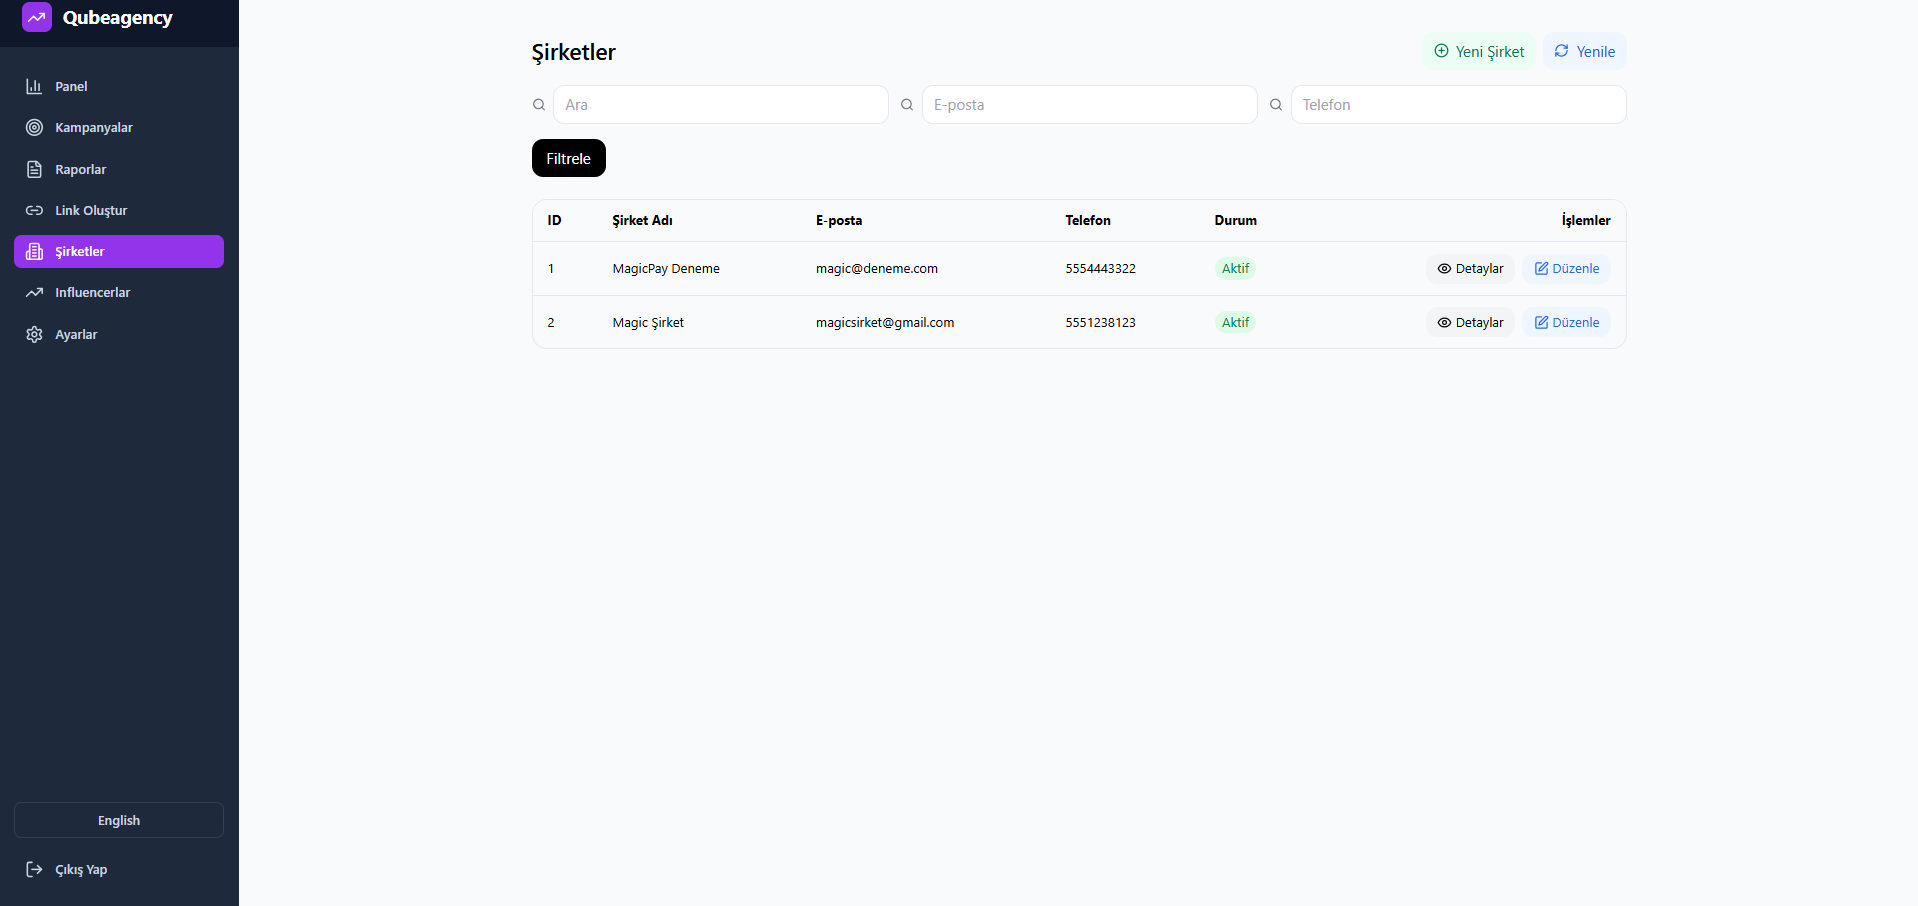 Qubeagency
Panel
Kampanyalar
Raporlar
Link Oluştur
Şirketler
Influencerlar
Ayarlar
English
Çıkış Yap
Şirketler
Yeni Şirket Yenile
Ara E-posta Telefon
Filtrele
ID Şirket Adı E-posta Telefon Durum İşlemler
1 MagicPay Deneme magic@deneme.com 5554443322 Aktif Detaylar Düzenle
2 Magic Şirket magicsirket@gmail.com 5551238123 Aktif Detaylar Düzenle